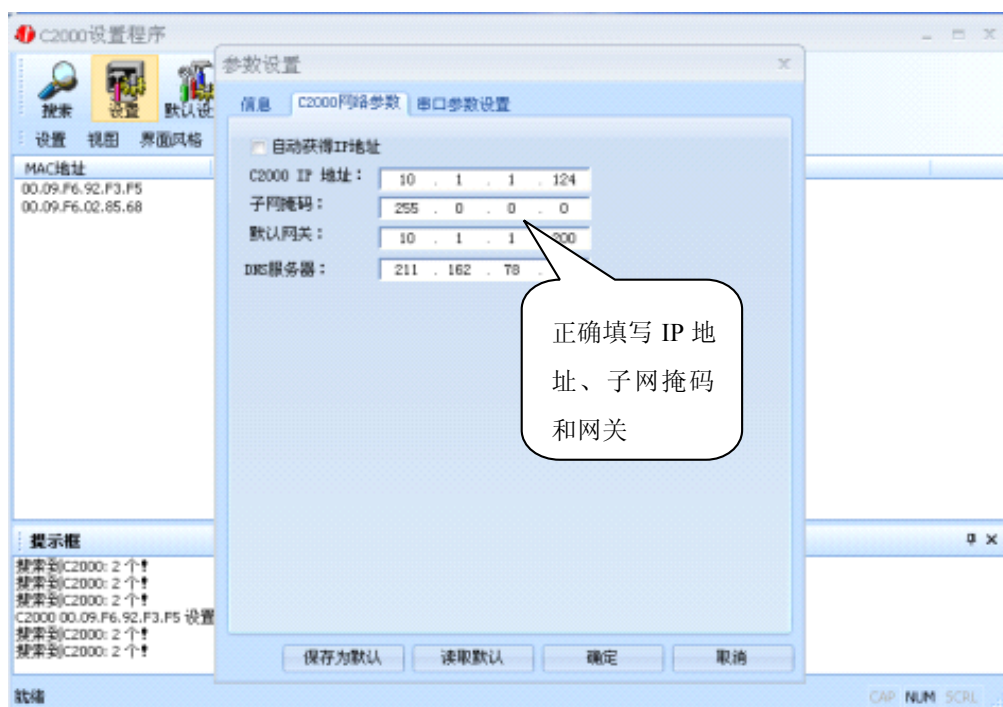 C2000设置程序
搜索
设置
默认设
设置 视图 界面风格
MAC地址
00.09.F6.92.F3.F5
00.09.F6.02.85.68
参数设置
信息 C2000网络参数 串口参数设置
自动获得IP地址
C2000 IP 地址： 10 . 1 . 1 . 124
子网掩码： 255 . 0 . 0 . 0
默认网关： 10 . 1 . 1 . 200
DNS服务器： 211 . 162 . 78 .
正确填写 IP 地
址、子网掩码
和网关
提示框
搜索到C2000: 2 个!
搜索到C2000: 2 个!
搜索到C2000: 2 个!
C2000 00.09.F6.92.F3.F5 设置
搜索到C2000: 2 个!
搜索到C2000: 2 个!
保存为默认 读取默认 确定 取消
就绪
CAP NUM SCRL